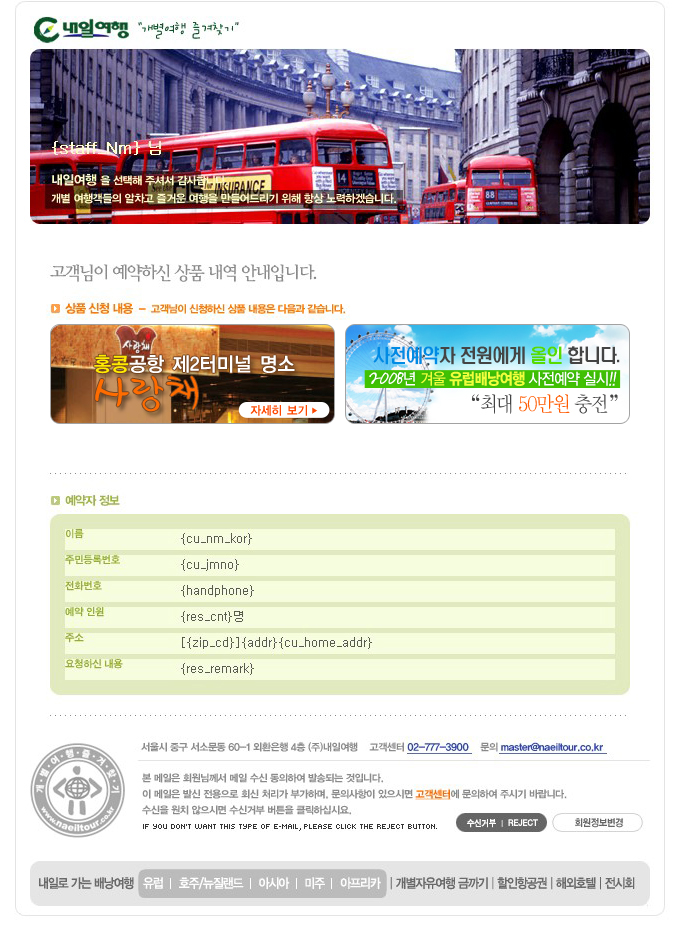 내일여행 "개별여행 즐겨찾기"
{staff_Nm} 님
내일여행 을 선택해 주셔서 감사합니다.
개별 여행객들의 알차고 즐거운 여행을 만들어드리기 위해 항상 노력하겠습니다.
INSURANCE
14
88
고객님이 예약하신 상품 내역 안내입니다.
상품 신청 내용 - 고객님이 신청하신 상품 내용은 다음과 같습니다.
사랑채
홍콩공항 제2터미널 명소
사랑채
자세히 보기
사전예약자 전원에게 올인 합니다.
2008년 겨울 유럽배낭여행 사전예약 실시!!
“최대 50만원 충전”
예약자 정보
이름 {cu_nm_kor}
주민등록번호 {cu_jmno}
전화번호 {handphone}
예약 인원 {res_cnt}명
주소 [{zip_cd}]{addr}{cu_home_addr}
요청하신 내용 {res_remark}
개별여행즐겨찾기
www.naeiltour.co.kr
서울시 중구 서소문동 60-1 외환은행 4층 (주)내일여행 고객센터 02-777-3900 문의 master@naeiltour.co.kr
본 메일은 회원님께서 메일 수신 동의하여 발송되는 것입니다.
이 메일은 발신 전용으로 회신 처리가 부가하며, 문의사항이 있으시면 고객센터에 문의하여 주시기 바랍니다.
수신을 원치 않으시면 수신거부 버튼을 클릭하십시요.
IF YOU DON'T WANT THIS TYPE OF E-MAIL, PLEASE CLICK THE REJECT BUTTON.
수신거부 | REJECT
회원정보변경
내일로 가는 배낭여행 유럽 | 호주/뉴질랜드 | 아시아 | 미주 | 아프리카 | 개별자유여행 금까기 | 할인항공권 | 해외호텔 | 전시회